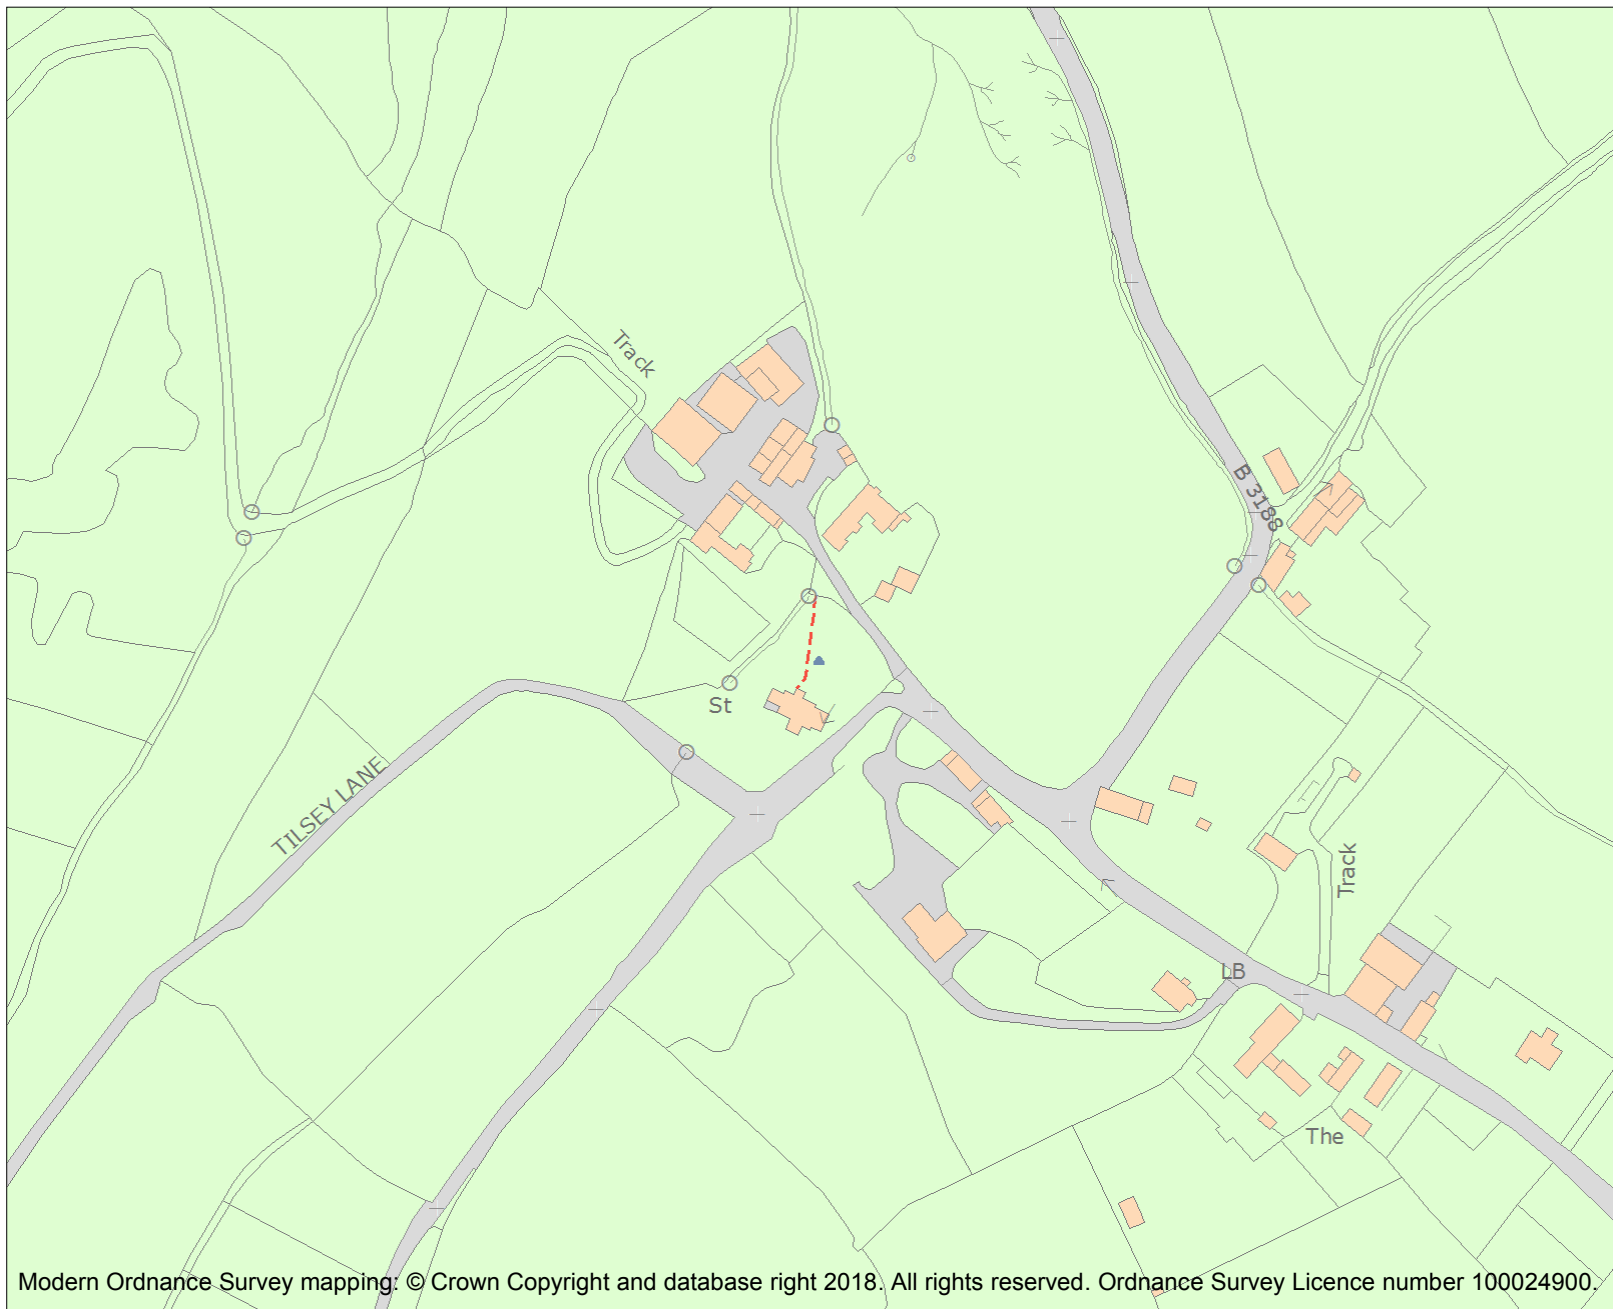 Track
B 3188
St
TILSEY LANE
Track
LB
The
Modern Ordnance Survey mapping: © Crown Copyright and database right 2018. All rights reserved. Ordnance Survey Licence number 100024900.